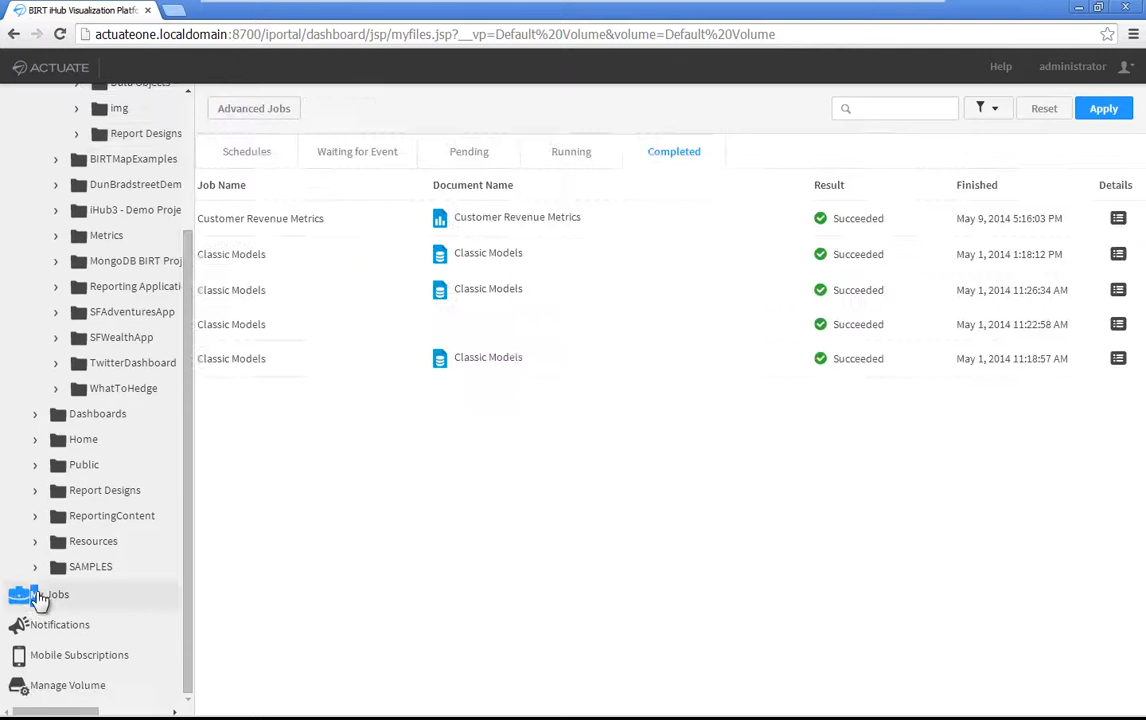 BIRT iHub Visualization Platf
actuateone.localdomain:8700/iportal/dashboard/jsp/myfiles.jsp?__vp=Default%20Volume&volume=Default%20Volume
ACTUATE
Help
administrator
Data Objects
img
Report Designs
BIRTMapExamples
DunBradstreetDem
iHub3 - Demo Proje
Metrics
MongoDB BIRT Proj
Reporting Applicati
SFAdventuresApp
SFWealthApp
TwitterDashboard
WhatToHedge
Dashboards
Home
Public
Report Designs
ReportingContent
Resources
SAMPLES
My Jobs
Notifications
Mobile Subscriptions
Manage Volume
Advanced Jobs
Reset
Apply
Schedules
Waiting for Event
Pending
Running
Completed
Job Name Document Name Result Finished Details
Customer Revenue Metrics Customer Revenue Metrics Succeeded May 9, 2014 5:16:03 PM
Classic Models Classic Models Succeeded May 1, 2014 1:18:12 PM
Classic Models Classic Models Succeeded May 1, 2014 11:26:34 AM
Classic Models Succeeded May 1, 2014 11:22:58 AM
Classic Models Classic Models Succeeded May 1, 2014 11:18:57 AM